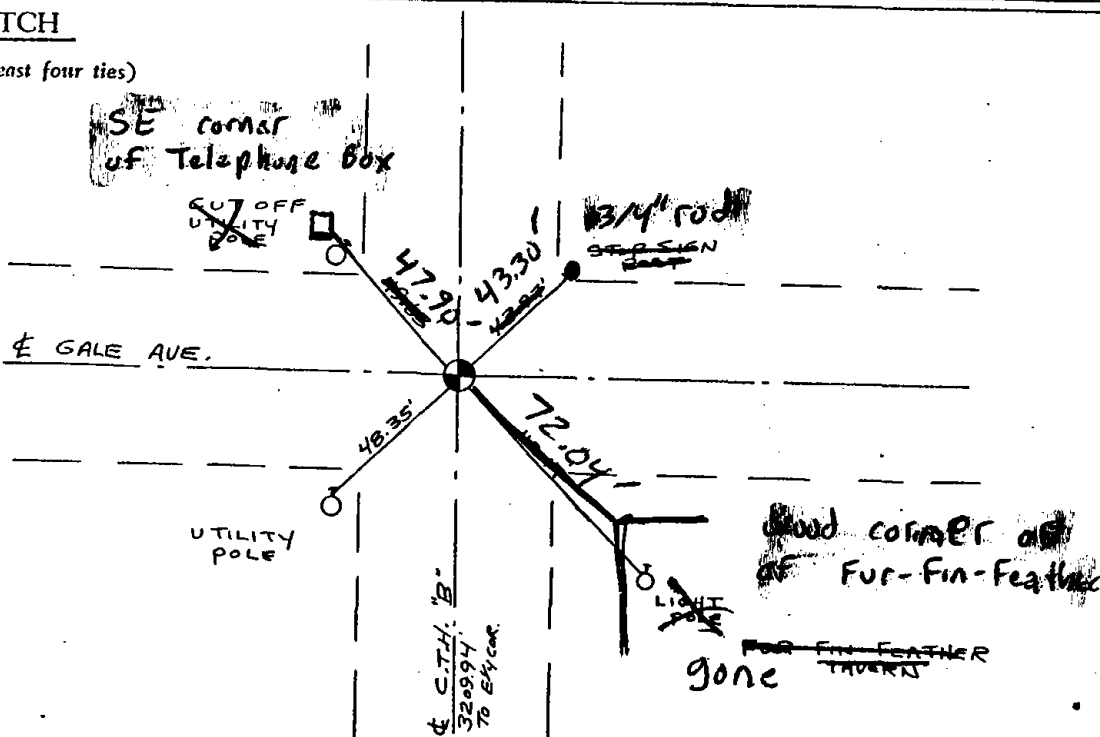 TCH
east four ties)
SE corner
of Telephone Box
CUT OFF
UTILITY
POLE
3/4" rod
STOP SIGN
POST
47.90
43.30'
℄ GALE AVE.
48.35'
72.04
UTILITY
POLE
Wood corner
of Fur-Fin-Feathe
LIGHT
POLE
gone
FUR FIN FEATHER
TAVERN
℄ C.T.H. "B"
3209.94'
TO E1/4 COR.